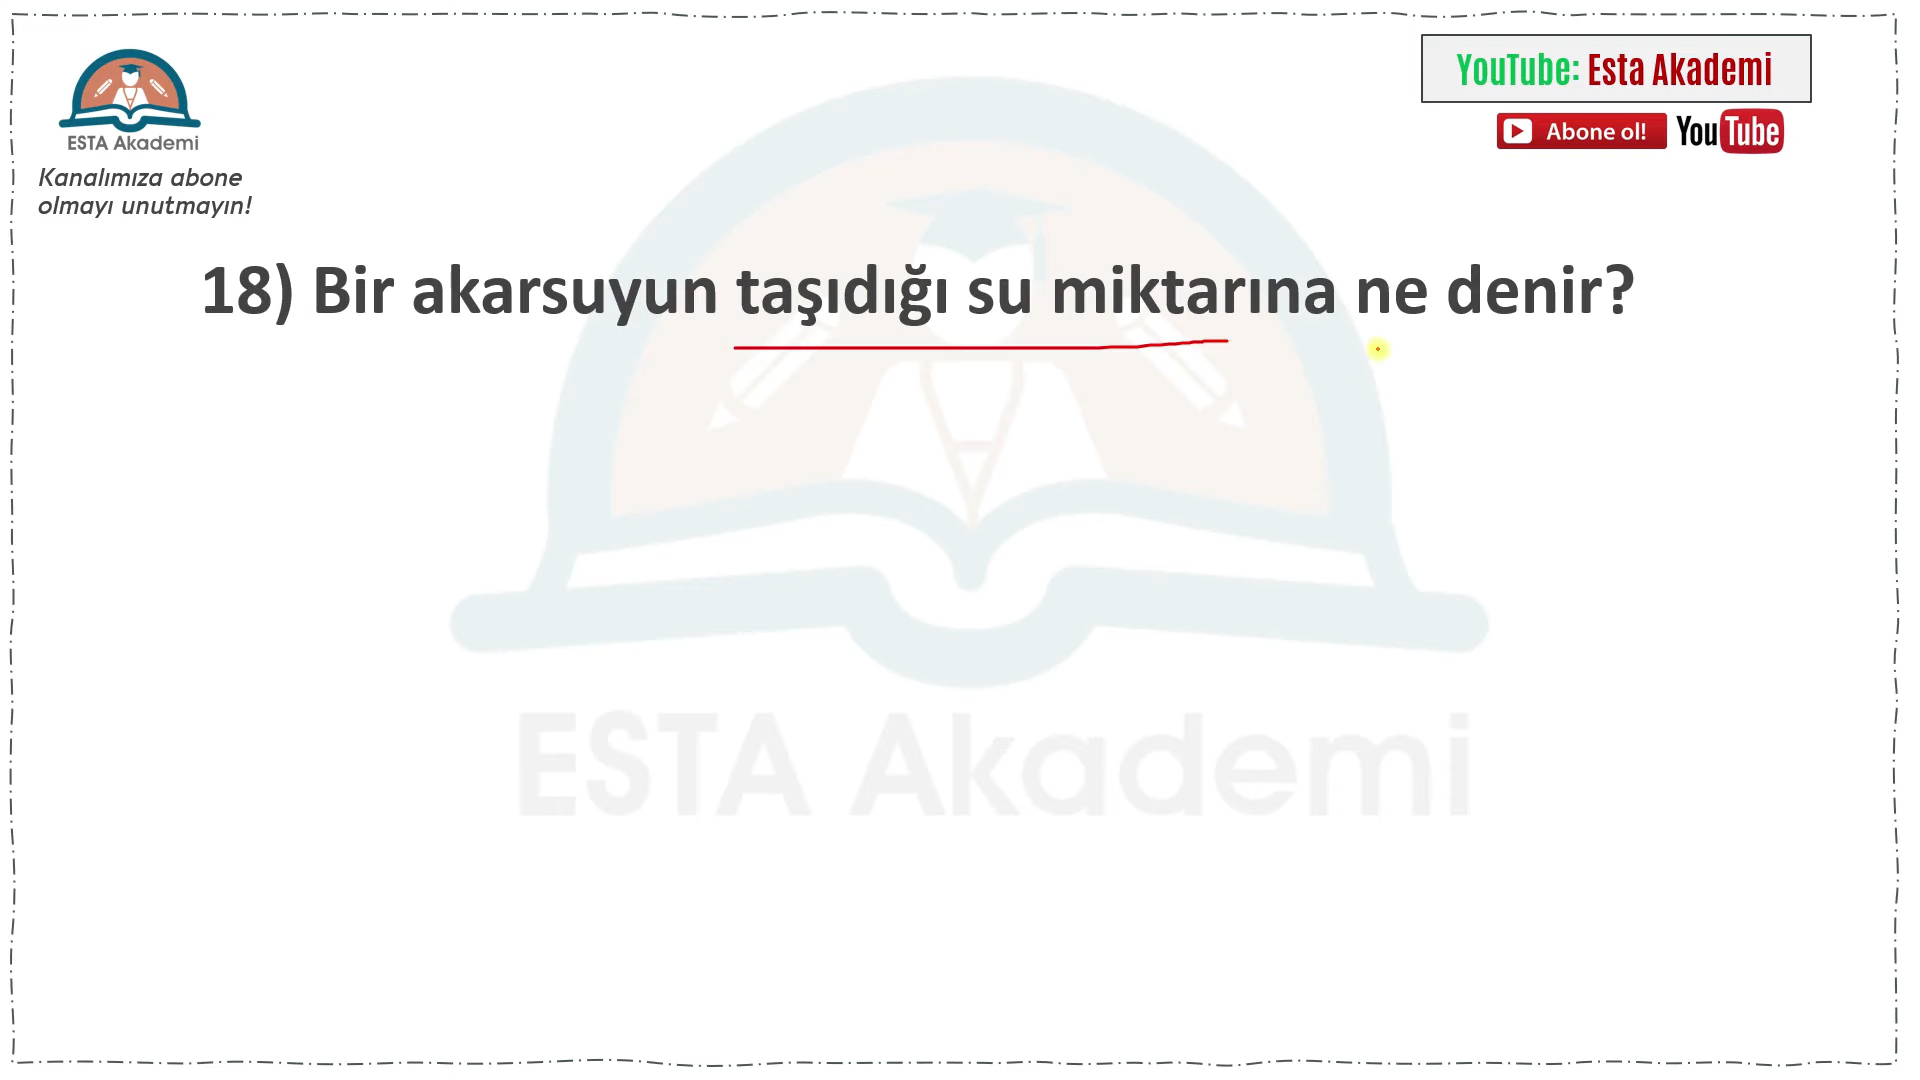 YouTube: Esta Akademi
Abone ol! YouTube
ESTA Akademi
Kanalımıza abone
olmayı unutmayın!
18) Bir akarsuyun taşıdığı su miktarına ne denir?
ESTA Akademi